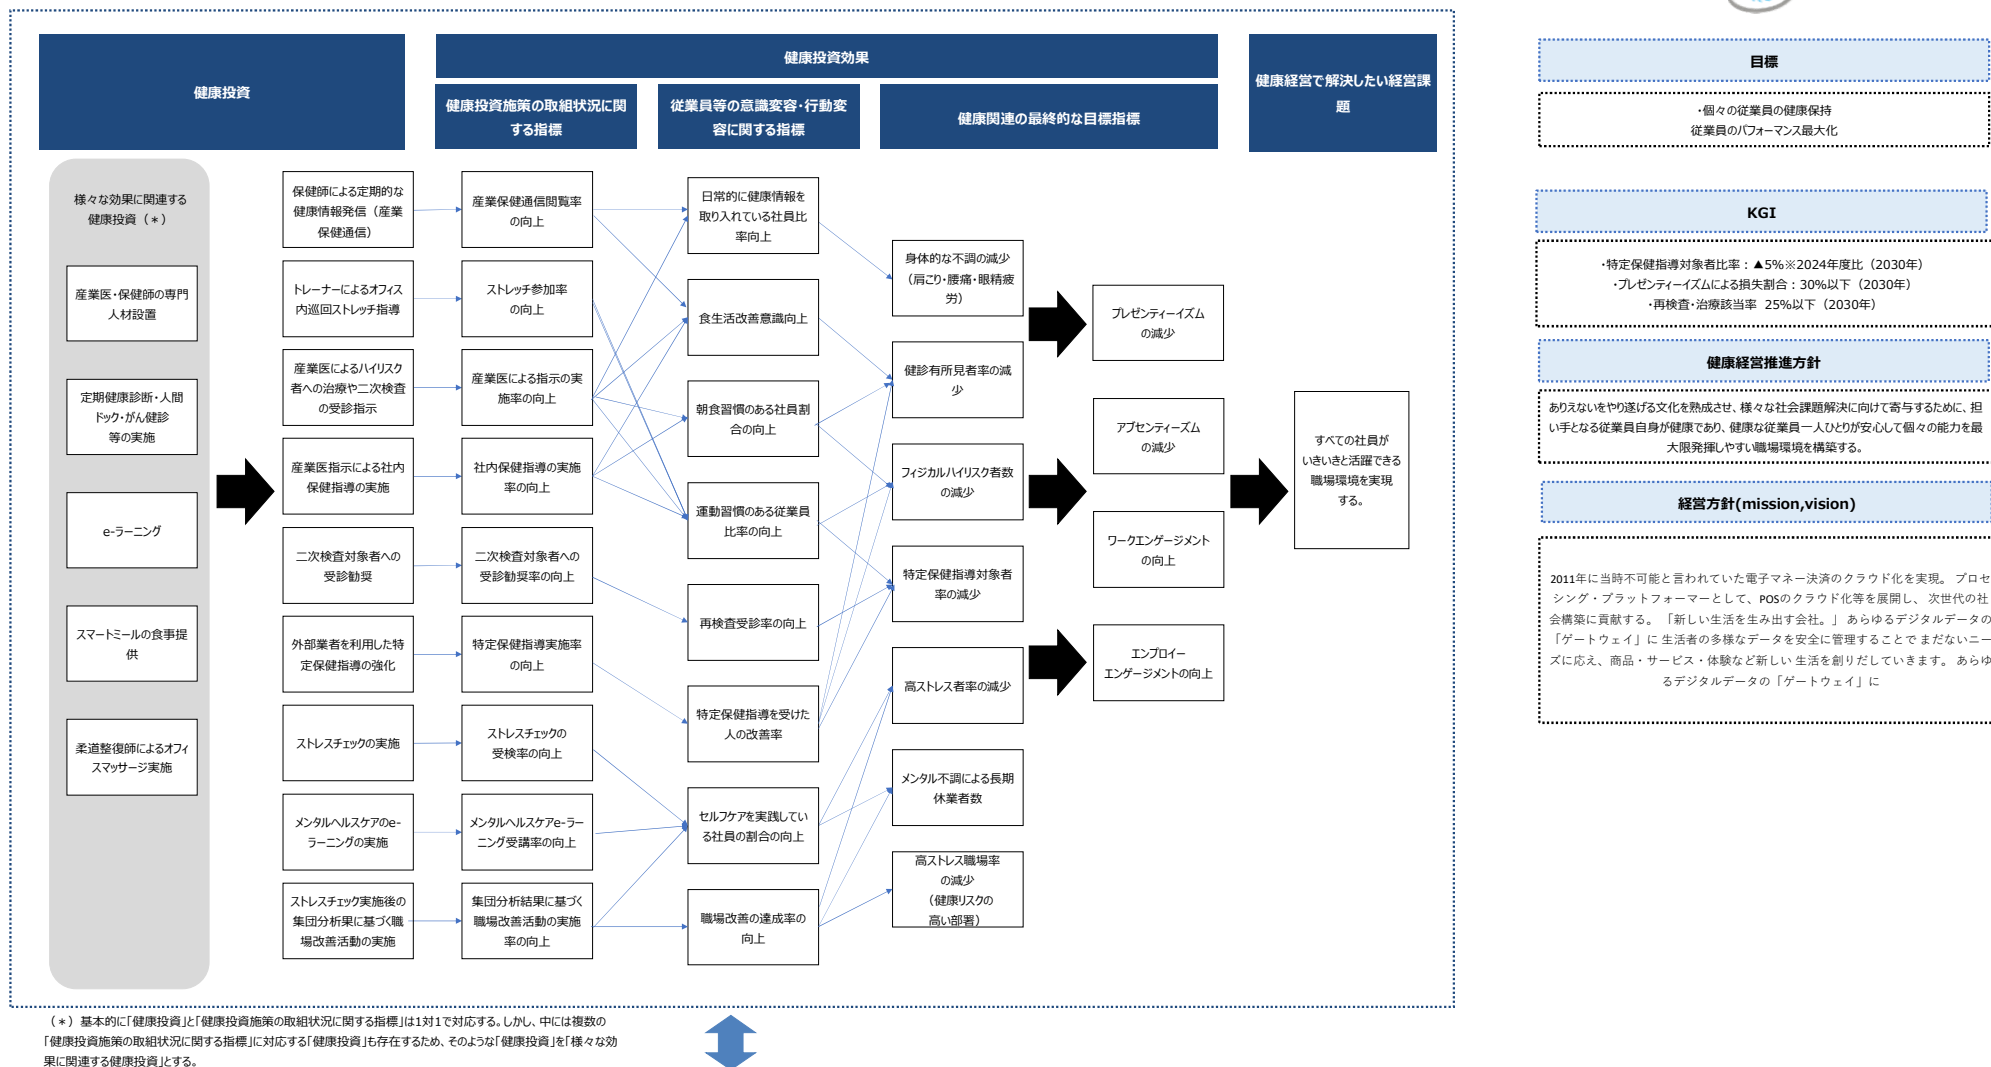 健康投資
健康投資効果
健康経営で解決したい経営課
題
健康投資施策の取組状況に関
する指標
従業員等の意識変容・行動変
容に関する指標
健康関連の最終的な目標指標
様々な効果に関連する
健康投資（＊）
産業医・保健師の専門
人材設置
定期健康診断・人間
ドック・がん健診
等の実施
e-ラーニング
スマートミールの食事提
供
柔道整復師によるオフィ
スマッサージ実施
保健師による定期的な
健康情報発信（産業
保健通信）
トレーナーによるオフィス
内巡回ストレッチ指導
産業医によるハイリスク
者への治療や二次検査
の受診指示
産業医指示による社内
保健指導の実施
二次検査対象者への
受診勧奨
外部業者を利用した特
定保健指導の強化
ストレスチェックの実施
メンタルヘルスケアのe-
ラーニングの実施
ストレスチェック実施後の
集団分析果に基づく職
場改善活動の実施
産業保健通信閲覧率
の向上
ストレッチ参加率
の向上
産業医による指示の実
施率の向上
社内保健指導の実施
率の向上
二次検査対象者への
受診勧奨率の向上
特定保健指導実施率
の向上
ストレスチェックの
受検率の向上
メンタルヘルスケアe-ラー
ニング受講率の向上
集団分析結果に基づく
職場改善活動の実施
率の向上
日常的に健康情報を
取り入れている社員比
率向上
食生活改善意識向上
朝食習慣のある社員割
合の向上
運動習慣のある従業員
比率の向上
再検査受診率の向上
特定保健指導を受けた
人の改善率
セルフケアを実践してい
る社員の割合の向上
職場改善の達成率の
向上
身体的な不調の減少
（肩こり・腰痛・眼精疲
労）
健診有所見者率の減
少
フィジカルハイリスク者数
の減少
特定保健指導対象者
率の減少
高ストレス者率の減少
メンタル不調による長期
休業者数
高ストレス職場率
の減少
（健康リスクの
高い部署）
プレゼンティーイズム
の減少
アブセンティーズム
の減少
ワークエンゲージメント
の向上
エンプロイー
エンゲージメントの向上
すべての社員が
いきいきと活躍できる
職場環境を実現
する。
（＊）基本的に「健康投資」と「健康投資施策の取組状況に関する指標」は1対1で対応する。しかし、中には複数の
「健康投資施策の取組状況に関する指標」に対応する「健康投資」も存在するため、そのような「健康投資」を「様々な効
果に関連する健康投資」とする。
目標
・個々の従業員の健康保持
従業員のパフォーマンス最大化
KGI
・特定保健指導対象者比率：▲5%※2024年度比（2030年）
・プレゼンティーイズムによる損失割合：30%以下（2030年）
・再検査・治療該当率 25%以下（2030年）
健康経営推進方針
ありえないをやり遂げる文化を熟成させ、様々な社会課題解決に向けて寄与するために、担
い手となる従業員自身が健康であり、健康な従業員一人ひとりが安心して個々の能力を最
大限発揮しやすい職場環境を構築する。
経営方針(mission,vision)
2011年に当時不可能と言われていた電子マネー決済のクラウド化を実現。 プロセ
シング・プラットフォーマーとして、POSのクラウド化等を展開し、 次世代の社
会構築に貢献する。 「新しい生活を生み出す会社。」 あらゆるデジタルデータの
「ゲートウェイ」に 生活者の多様なデータを安全に管理することで まだないニー
ズに応え、商品・サービス・体験など新しい 生活を創りだしていきます。 あらゆ
るデジタルデータの「ゲートウェイ」に